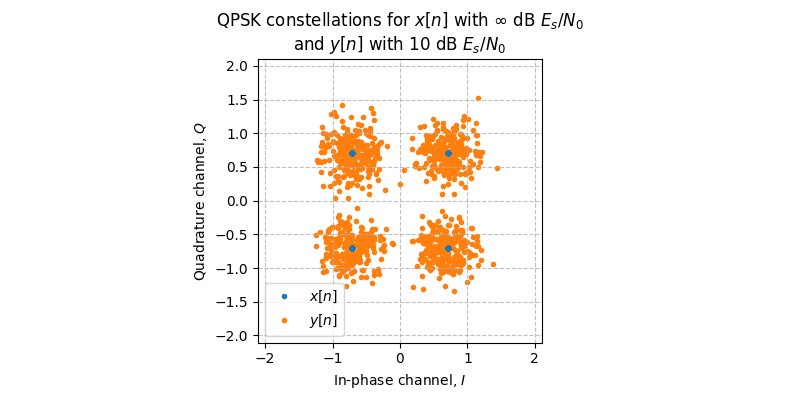 QPSK constellations for x[n] with ∞ dB Es/N0
and y[n] with 10 dB Es/N0
Quadrature channel, Q
2.0
1.5
1.0
0.5
0.0
−0.5
−1.0
−1.5
−2.0
x[n]
y[n]
−2
−1
0
1
2
In-phase channel, I